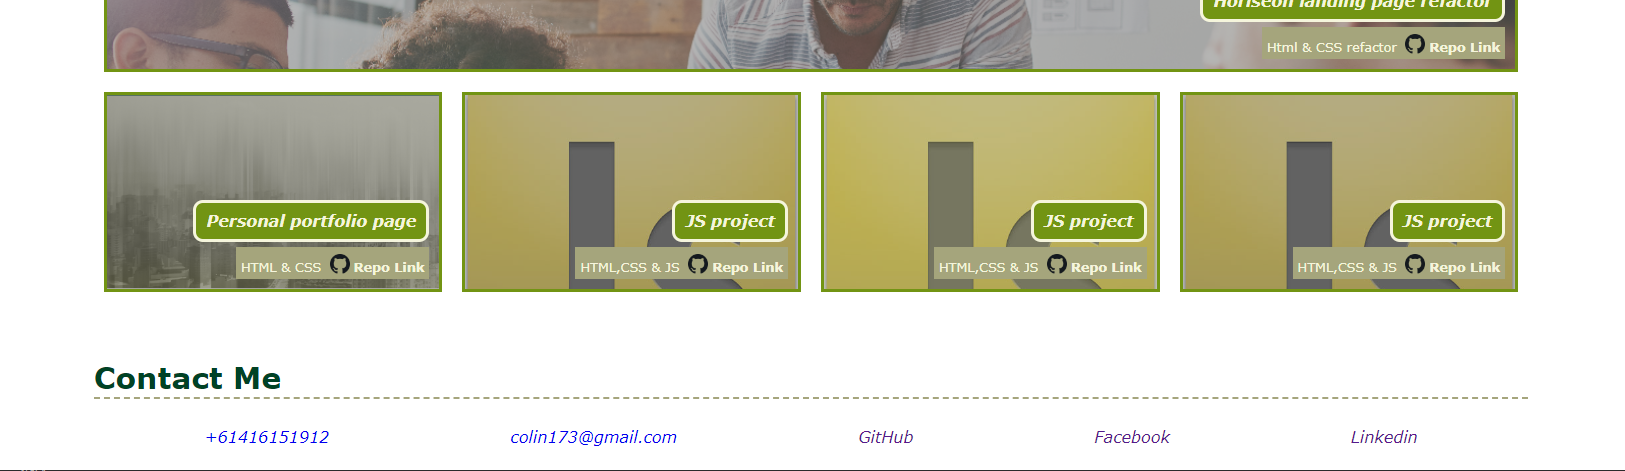 Horiseon landing page refactor
Html & CSS refactor Repo Link
Personal portfolio page
HTML & CSS Repo Link
JS project
HTML,CSS & JS Repo Link
JS project
HTML,CSS & JS Repo Link
JS project
HTML,CSS & JS Repo Link
Contact Me
+61416151912 colin173@gmail.com GitHub Facebook Linkedin